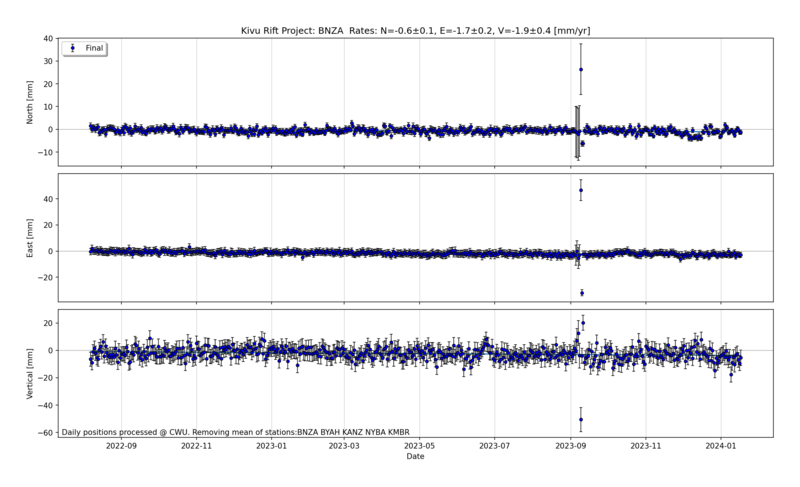 Kivu Rift Project: BNZA  Rates: N=-0.6±0.1, E=-1.7±0.2, V=-1.9±0.4 [mm/yr]
Final
North [mm]
40
30
20
10
0
−10
East [mm]
40
20
0
−20
Vertical [mm]
20
0
−20
−40
−60
Daily positions processed @ CWU. Removing mean of stations:BNZA BYAH KANZ NYBA KMBR
2022-09 2022-11 2023-01 2023-03 2023-05 2023-07 2023-09 2023-11 2024-01
Date